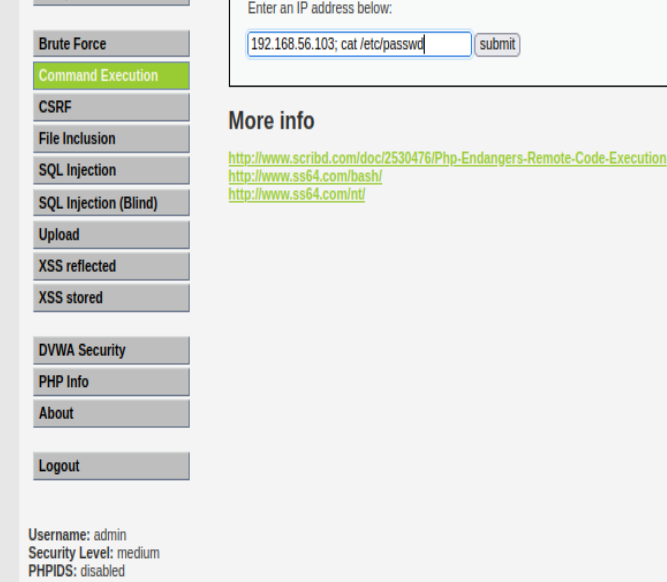 Enter an IP address below:
192.168.56.103; cat /etc/passwd
submit
Brute Force
Command Execution
CSRF
File Inclusion
SQL Injection
SQL Injection (Blind)
Upload
XSS reflected
XSS stored
DVWA Security
PHP Info
About
Logout
More info
http://www.scribd.com/doc/2530476/Php-Endangers-Remote-Code-Execution
http://www.ss64.com/bash/
http://www.ss64.com/nt/
Username: admin
Security Level: medium
PHPIDS: disabled